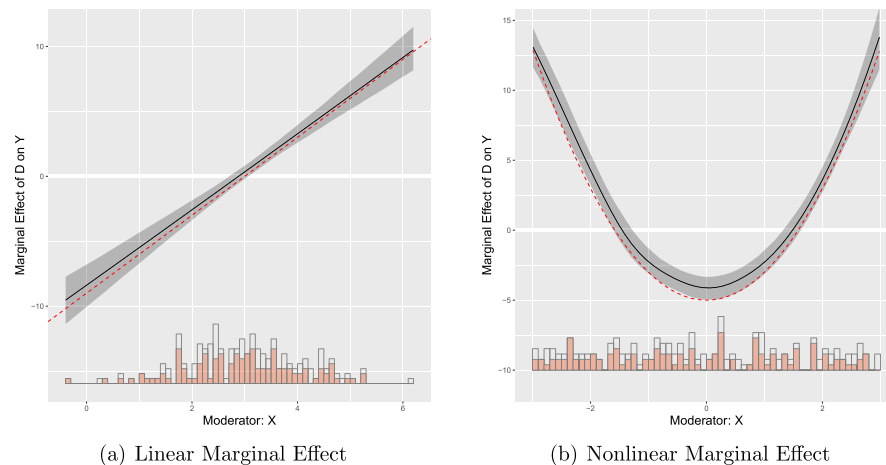 10
0
−10
Marginal Effect of D on Y
0
2
4
6
Moderator: X
(a) Linear Marginal Effect
15
10
5
0
−5
−10
Marginal Effect of D on Y
−2
0
2
Moderator: X
(b) Nonlinear Marginal Effect